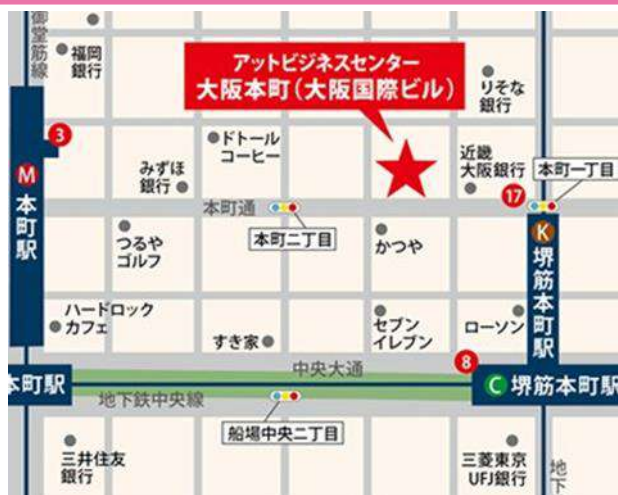 御堂筋線
福岡
銀行
アットビジネスセンター
大阪本町(大阪国際ビル)
りそな
銀行
3
ドトール
コーヒー
みずほ
銀行
近畿
大阪銀行
本町一丁目
17
M
本町駅
本町通
本町二丁目
つるや
ゴルフ
かつや
K
堺筋本町駅
ハードロック
カフェ
すき家
セブン
イレブン
ローソン
中央大通
8
本町駅
地下鉄中央線
C 堺筋本町駅
船場中央二丁目
三井住友
銀行
三菱東京
UFJ銀行
地下